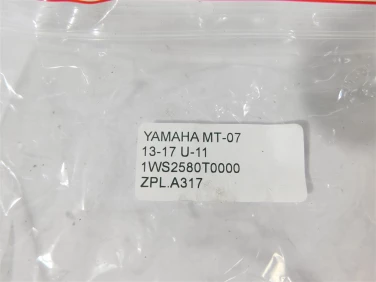 YAMAHA MT-07
13-17 U-11
1WS2580T0000
ZPL.A317